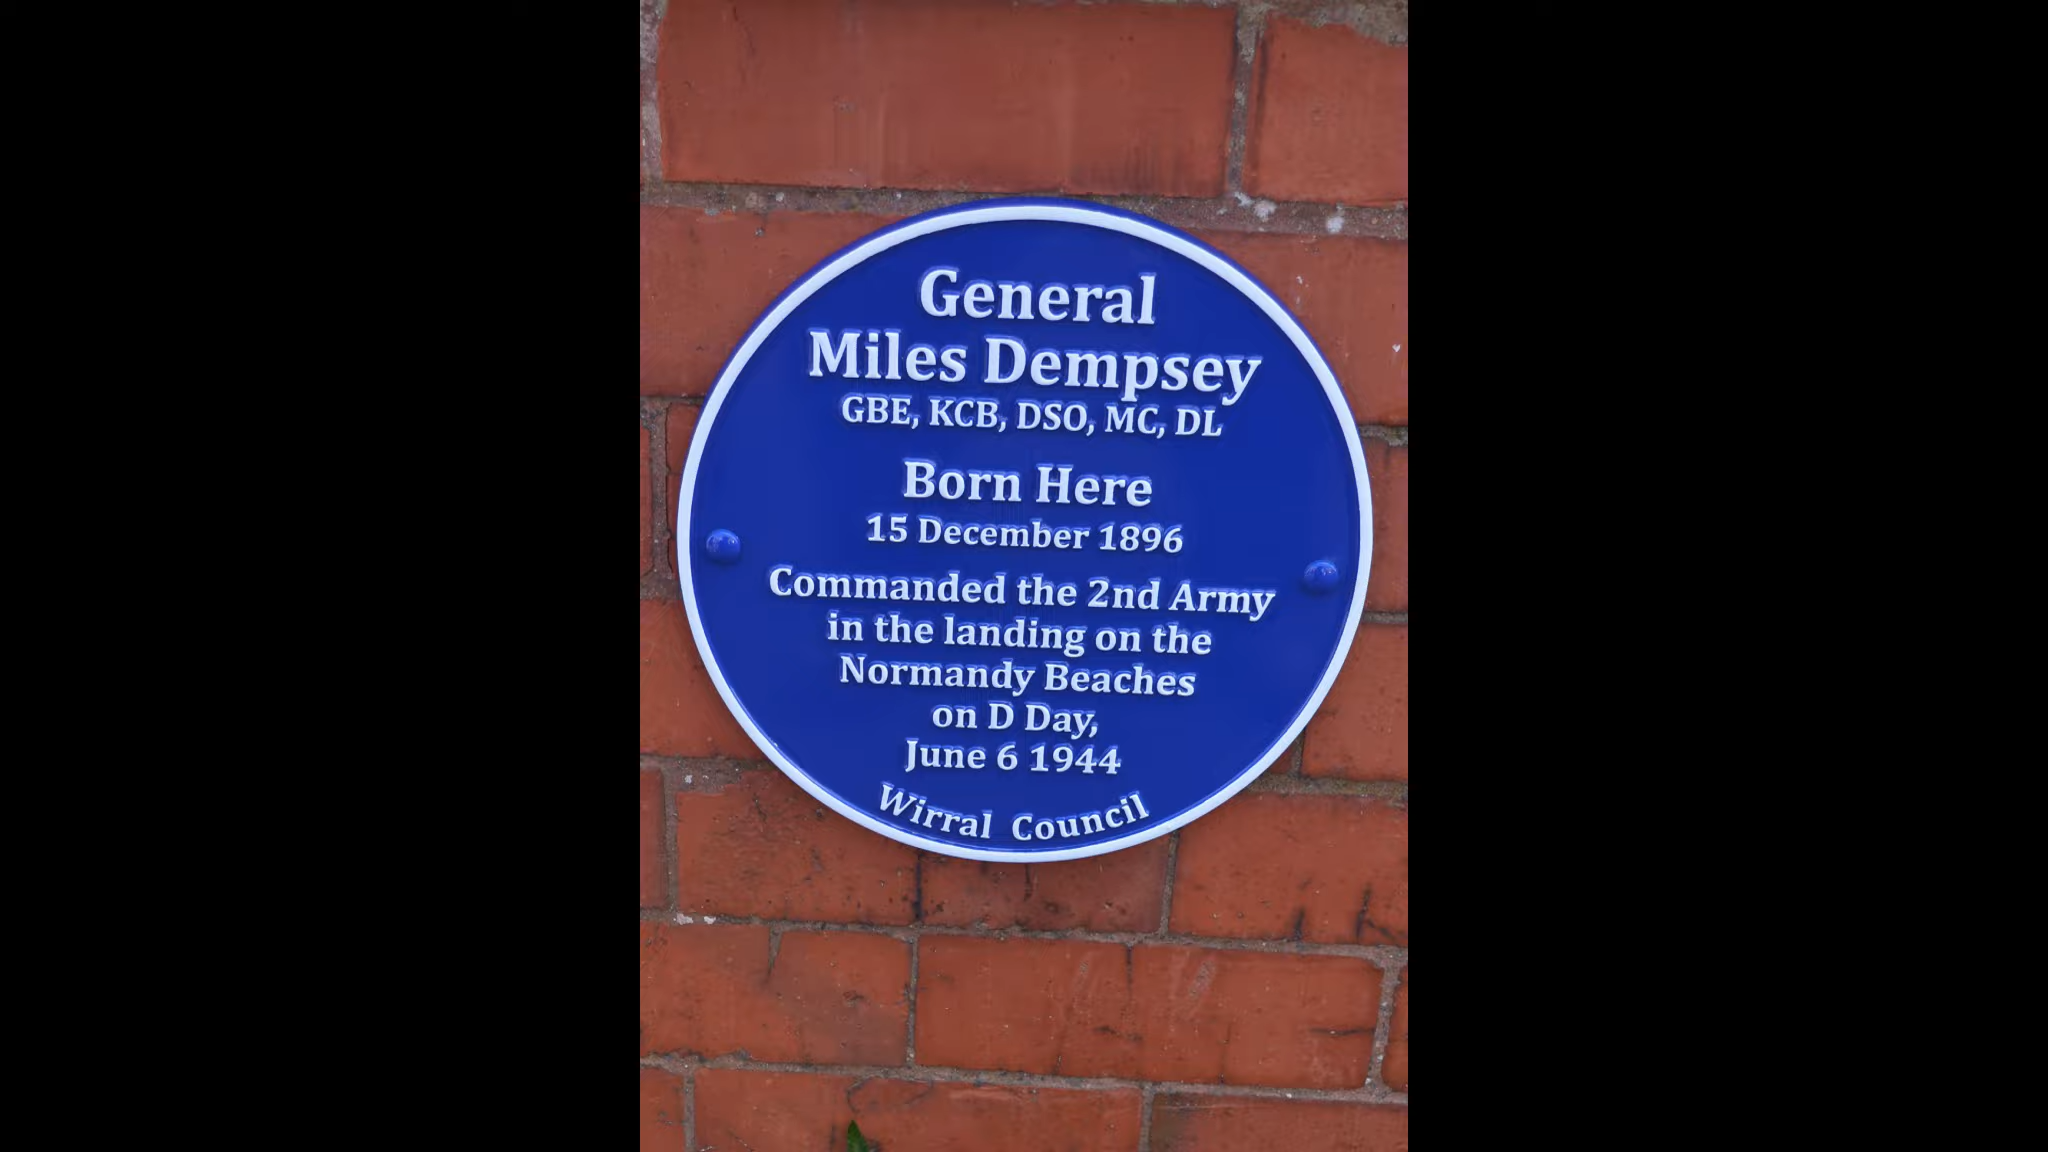 General
Miles Dempsey
GBE, KCB, DSO, MC, DL
Born Here
15 December 1896
Commanded the 2nd Army
in the landing on the
Normandy Beaches
on D Day,
June 6 1944
Wirral Council